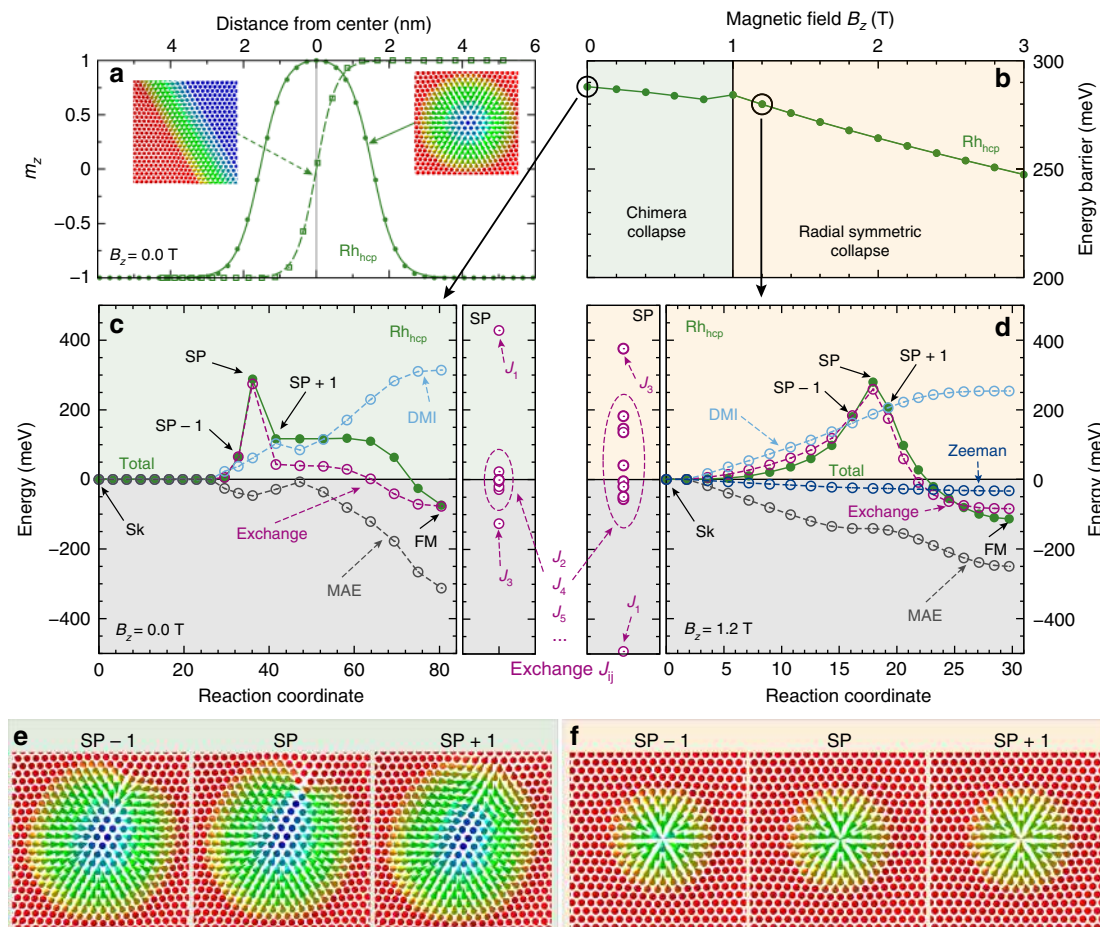 Distance from center (nm)
4 2 0 2 4 6
a
1
0.5
0
−0.5
−1
m_z
B_z = 0.0 T
Rh_hcp
Magnetic field B_z (T)
0 1 2 3
b
300
250
200
Energy barrier (meV)
Rh_hcp
Chimera
collapse
Radial symmetric
collapse
c
Rh_hcp
400
200
0
−200
−400
Energy (meV)
SP
SP + 1
SP − 1
DMI
Total
Sk
Exchange
FM
MAE
B_z = 0.0 T
0 20 40 60 80
Reaction coordinate
SP
J_1
J_3
J_2
J_4
J_5
...
Exchange J_ij
SP
J_3
J_1
Rh_hcp
d
SP
SP + 1
SP − 1
DMI
Zeeman
Total
Exchange
Sk
FM
MAE
B_z = 1.2 T
400
200
0
−200
−400
Energy (meV)
0 5 10 15 20 25 30
Reaction coordinate
e
SP − 1 SP SP + 1
f
SP − 1 SP SP + 1